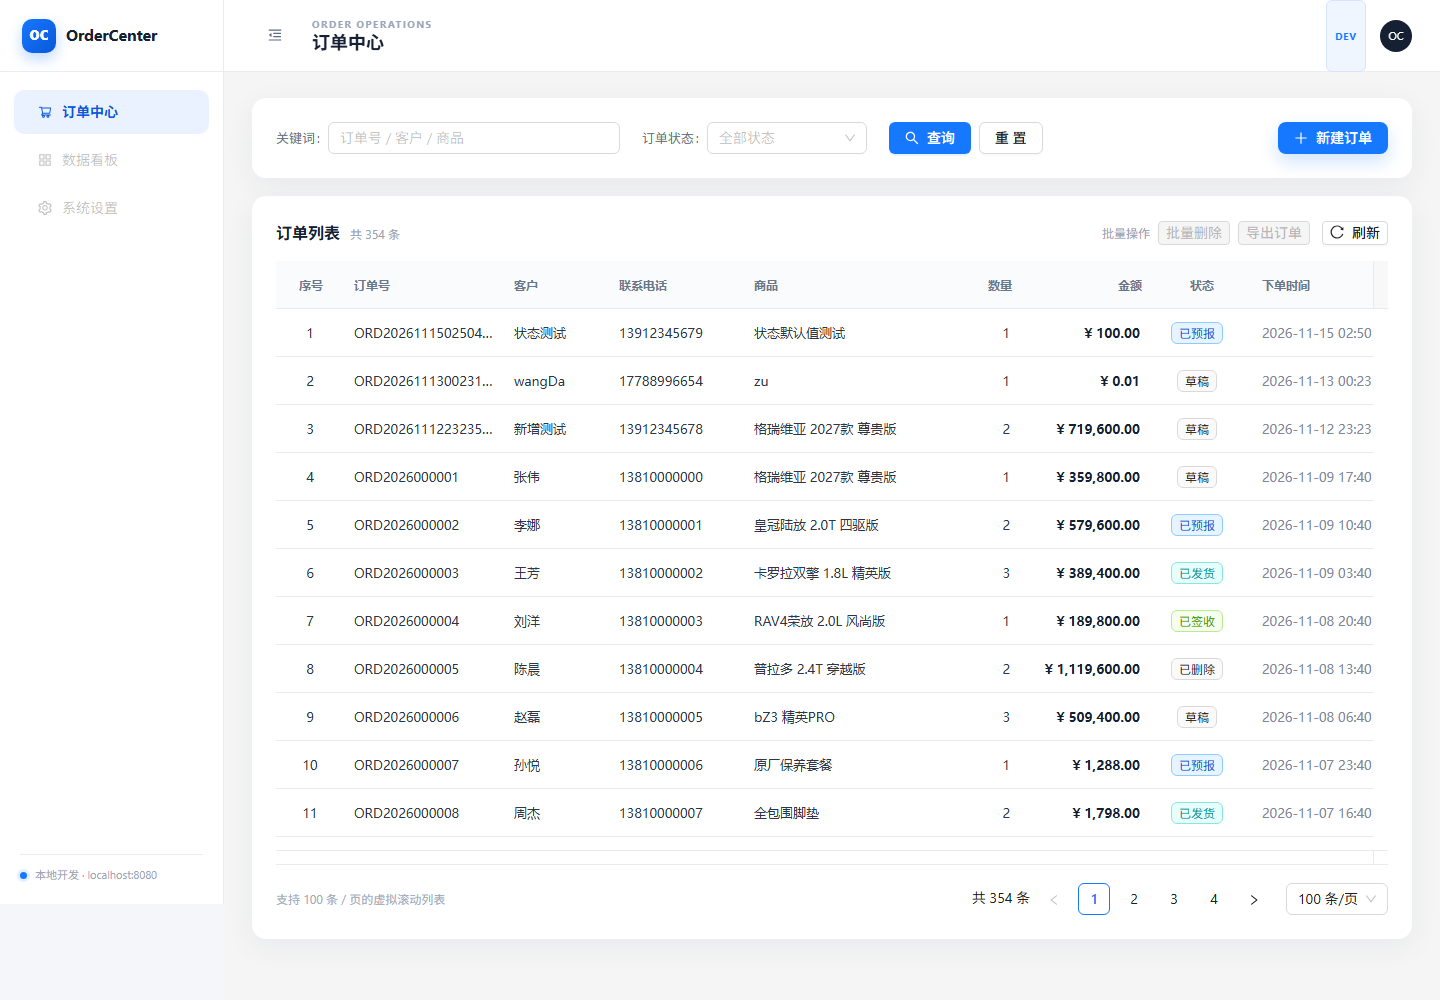 OC OrderCenter
ORDER OPERATIONS
订单中心
DEV
OC
订单中心
数据看板
系统设置
本地开发 · localhost:8080
关键词: 订单号 / 客户 / 商品 订单状态: 全部状态 查询 重 置 新建订单
订单列表 共 354 条 批量操作 批量删除 导出订单 刷新
序号 订单号 客户 联系电话 商品 数量 金额 状态 下单时间
1 ORD2026111502504... 状态测试 13912345679 状态默认值测试 1 ¥ 100.00 已预报 2026-11-15 02:50
2 ORD2026111300231... wangDa 17788996654 zu 1 ¥ 0.01 草稿 2026-11-13 00:23
3 ORD2026111223235... 新增测试 13912345678 格瑞维亚 2027款 尊贵版 2 ¥ 719,600.00 草稿 2026-11-12 23:23
4 ORD2026000001 张伟 13810000000 格瑞维亚 2027款 尊贵版 1 ¥ 359,800.00 草稿 2026-11-09 17:40
5 ORD2026000002 李娜 13810000001 皇冠陆放 2.0T 四驱版 2 ¥ 579,600.00 已预报 2026-11-09 10:40
6 ORD2026000003 王芳 13810000002 卡罗拉双擎 1.8L 精英版 3 ¥ 389,400.00 已发货 2026-11-09 03:40
7 ORD2026000004 刘洋 13810000003 RAV4荣放 2.0L 风尚版 1 ¥ 189,800.00 已签收 2026-11-08 20:40
8 ORD2026000005 陈晨 13810000004 普拉多 2.4T 穿越版 2 ¥ 1,119,600.00 已删除 2026-11-08 13:40
9 ORD2026000006 赵磊 13810000005 bZ3 精英PRO 3 ¥ 509,400.00 草稿 2026-11-08 06:40
10 ORD2026000007 孙悦 13810000006 原厂保养套餐 1 ¥ 1,288.00 已预报 2026-11-07 23:40
11 ORD2026000008 周杰 13810000007 全包围脚垫 2 ¥ 1,798.00 已发货 2026-11-07 16:40
支持 100 条 / 页的虚拟滚动列表 共 354 条 < 1 2 3 4 > 100 条/页